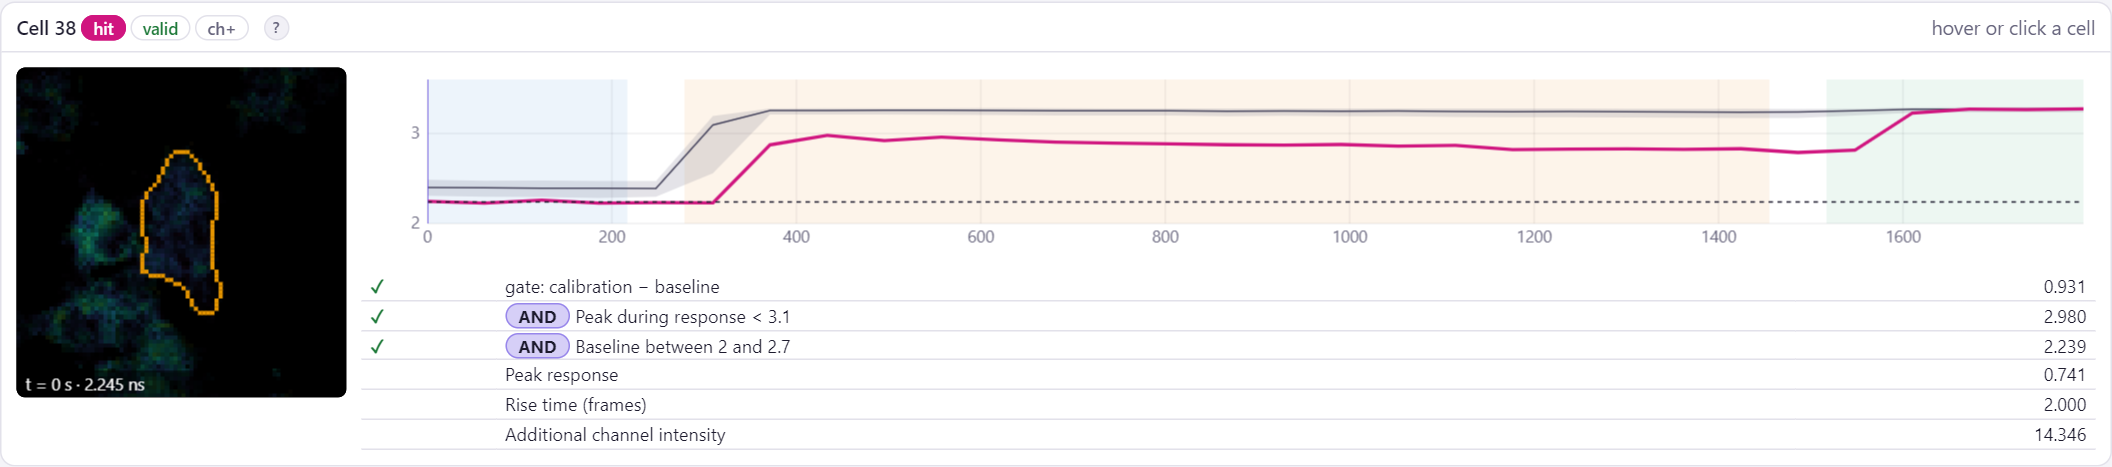 Cell 38 hit valid ch+ ? hover or click a cell
3
2
0 200 400 600 800 1000 1200 1400 1600
t = 0 s · 2.245 ns
✓ gate: calibration − baseline 0.931
✓ AND Peak during response < 3.1 2.980
✓ AND Baseline between 2 and 2.7 2.239
Peak response 0.741
Rise time (frames) 2.000
Additional channel intensity 14.346